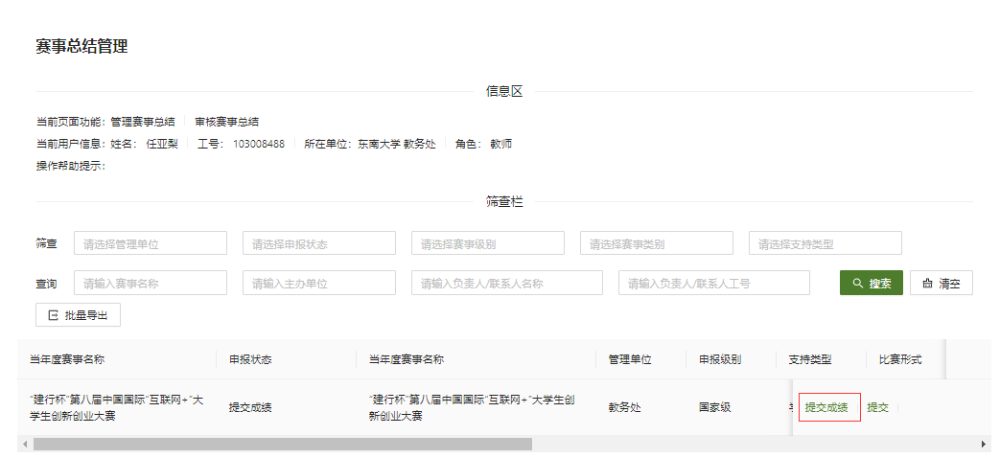 赛事总结管理
信息区
当前页面功能：管理赛事总结 审核赛事总结
当前用户信息：姓名： 任亚梨 工号： 103008488 所在单位：东南大学 教务处 角色： 教师
操作帮助提示：
筛查栏
筛查 请选择管理单位 请选择申报状态 请选择赛事级别 请选择赛事类别 请选择支持类型
查询 请输入赛事名称 请输入主办单位 请输入负责人/联系人名称 请输入负责人/联系人工号 搜索 清空
批量导出
当年度赛事名称 申报状态 当年度赛事名称 管理单位 申报级别 支持类型 比赛形式
“建行杯”第八届中国国际“互联网+”大 “建行杯”第八届中国国际“互联网+”大学生创
提交成绩 教务处 国家级 提交成绩 提交
学生创新创业大赛 新创业大赛